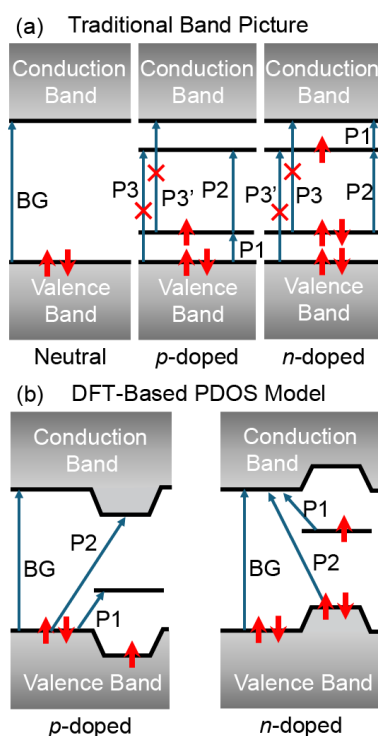 (a) Traditional Band Picture
Conduction
Band
Conduction
Band
Conduction
Band
BG
P3
P3’
P2
P1
P1
P3’
P3
P2
Valence
Band
Valence
Band
Valence
Band
Neutral
p-doped
n-doped
(b) DFT-Based PDOS Model
Conduction
Band
Conduction
Band
BG
P2
P1
BG
P1
P2
Valence Band
Valence Band
p-doped
n-doped